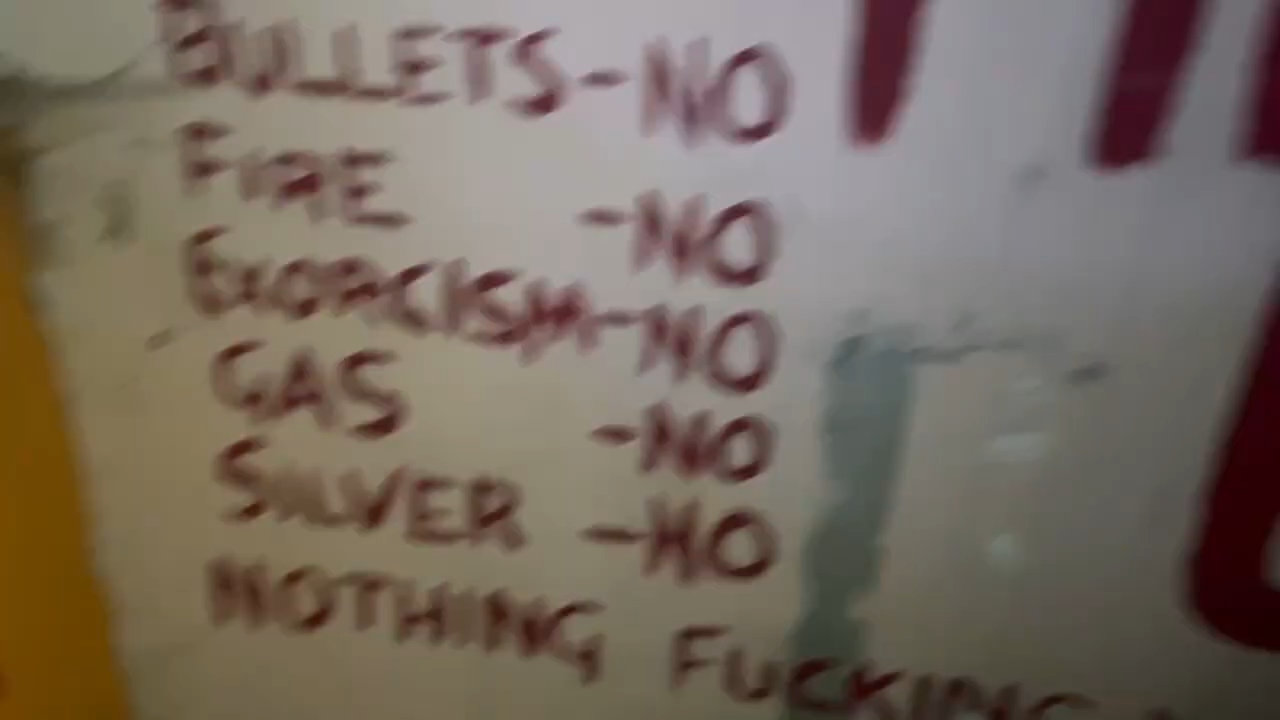 BULLETS-NO
FIRE -NO
EXORCISM-NO
GAS -NO
SILVER -NO
NOTHING FUCKING